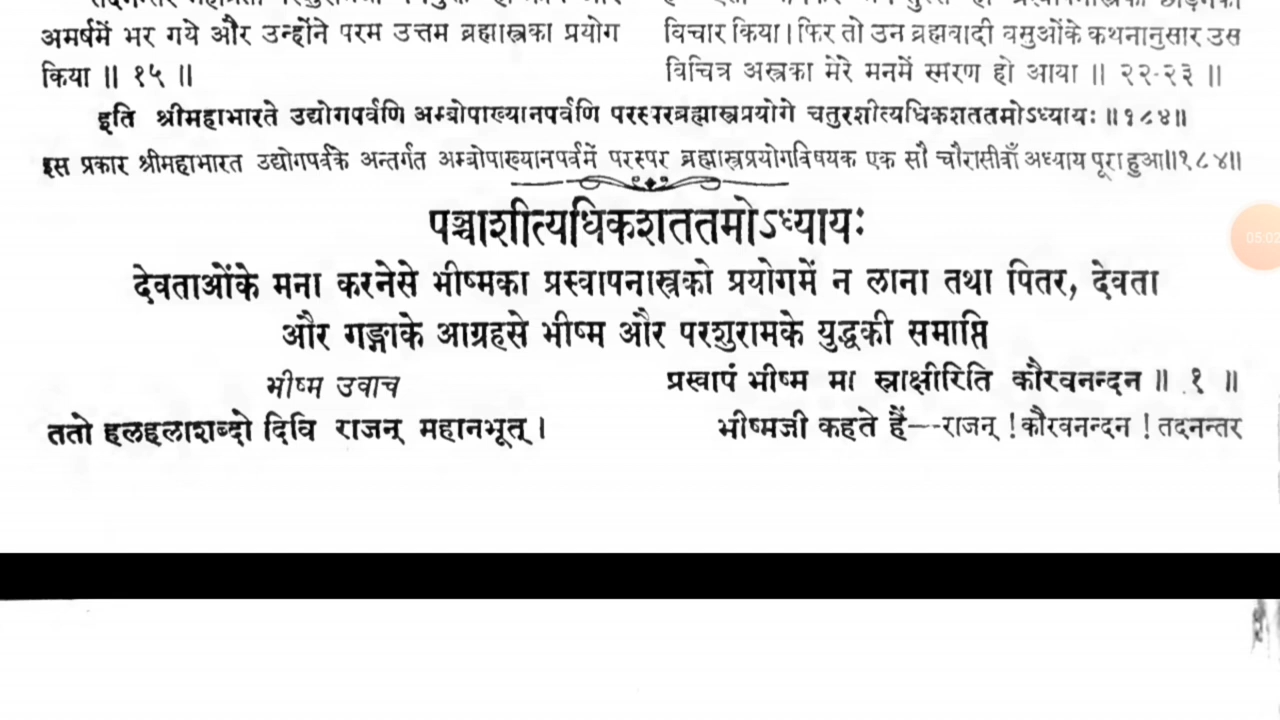 अमर्षमें भर गये और उन्होंने परम उत्तम ब्रह्मास्त्रका प्रयोग
किया ॥ १५ ॥
विचार किया। फिर तो उन ब्रह्मवादी वसुओंके कथनानुसार उस
विचित्र अस्त्रका मेरे मनमें स्मरण हो आया ॥ २२-२३ ॥
इति श्रीमहाभारते उद्योगपर्वणि अम्बोपाख्यानपर्वणि परस्परब्रह्मास्त्रप्रयोगे चतुरशीत्यधिकशततमोऽध्यायः ॥१८४॥
इस प्रकार श्रीमहाभारत उद्योगपर्वके अन्तर्गत अम्बोपाख्यानपर्वमें परस्पर ब्रह्मास्त्रप्रयोगविषयक एक सौ चौरासीवाँ अध्याय पूरा हुआ॥१८४॥
पञ्चाशीत्यधिकशततमोऽध्यायः
देवताओंके मना करनेसे भीष्मका प्रस्वापनास्त्रको प्रयोगमें न लाना तथा पितर, देवता
और गङ्गाके आग्रहसे भीष्म और परशुरामके युद्धकी समाप्ति
भीष्म उवाच
ततो हलहलाशब्दो दिवि राजन् महानभूत् ।
प्रस्वापं भीष्म मा स्राक्षीरिति कौरवनन्दन ॥ १ ॥
भीष्मजी कहते हैं--राजन् ! कौरवनन्दन ! तदनन्तर
05:02